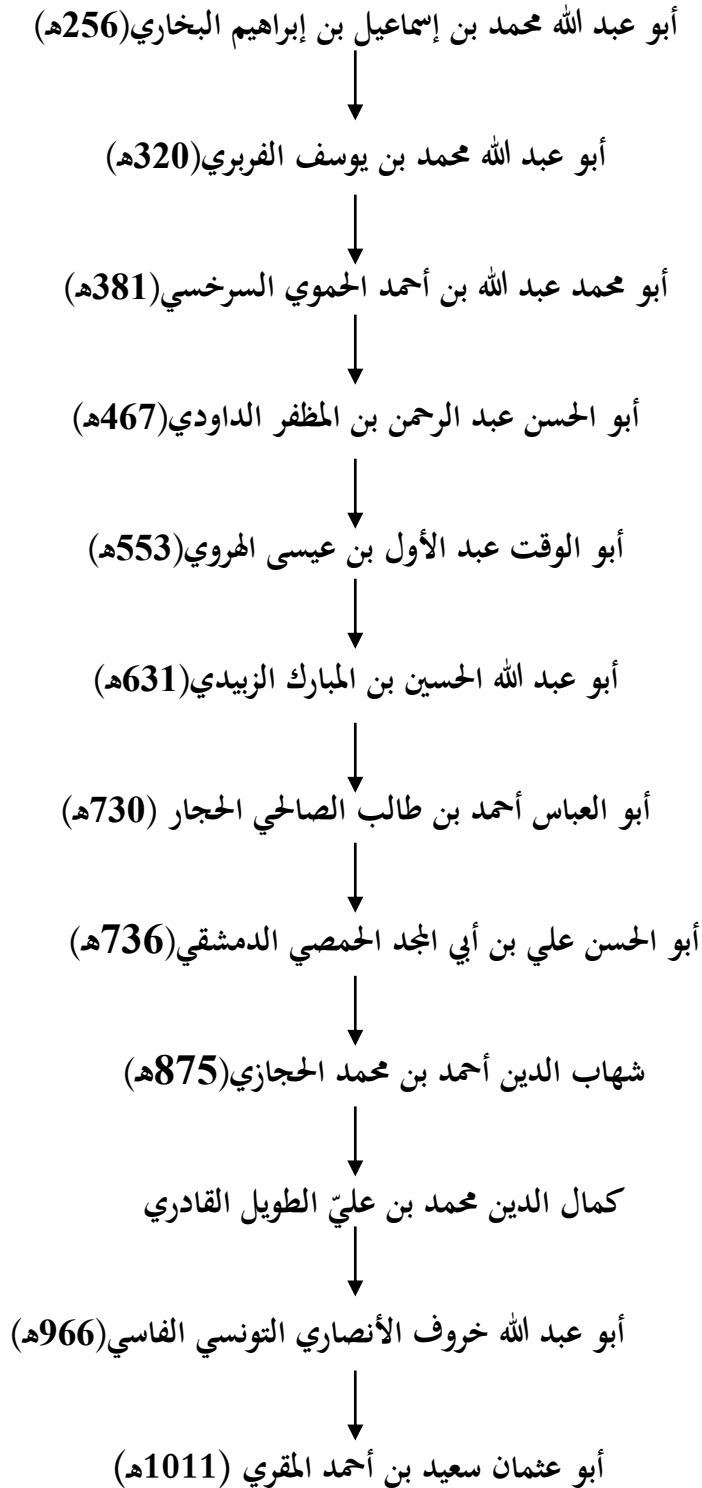 أبو عبد الله محمد بن إسماعيل بن إبراهيم البخاري(256هـ)
أبو عبد الله محمد بن يوسف الفربري(320هـ)
أبو محمد عبد الله بن أحمد الحموي السرخسي(381هـ)
أبو الحسن عبد الرحمن بن المظفر الداودي(467هـ)
أبو الوقت عبد الأول بن عيسى الهروي(553هـ)
أبو عبد الله الحسين بن المبارك الزبيدي(631هـ)
أبو العباس أحمد بن طالب الصالحي الحجار (730هـ)
أبو الحسن علي بن أبي المجد الحمصي الدمشقي(736هـ)
شهاب الدين أحمد بن محمد الحجازي(875هـ)
كمال الدين محمد بن عليّ الطويل القادري
أبو عبد الله خروف الأنصاري التونسي الفاسي(966هـ)
أبو عثمان سعيد بن أحمد المقري (1011هـ)